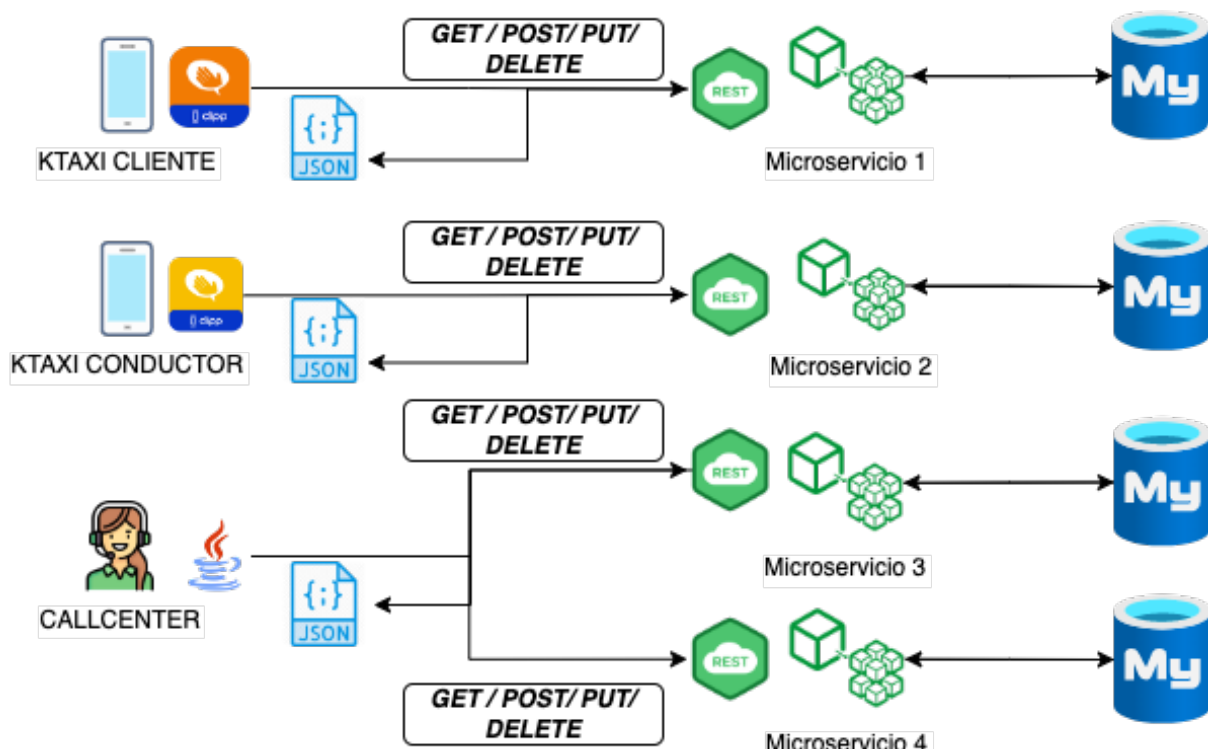 GET / POST/ PUT/
DELETE
clipp
REST
My
JSON
KTAXI CLIENTE
Microservicio 1
GET / POST/ PUT/
DELETE
REST
My
clipp
JSON
KTAXI CONDUCTOR
Microservicio 2
GET / POST/ PUT/
DELETE
REST
My
Microservicio 3
JSON
CALLCENTER
REST
My
GET / POST/ PUT/
DELETE
Microservicio 4